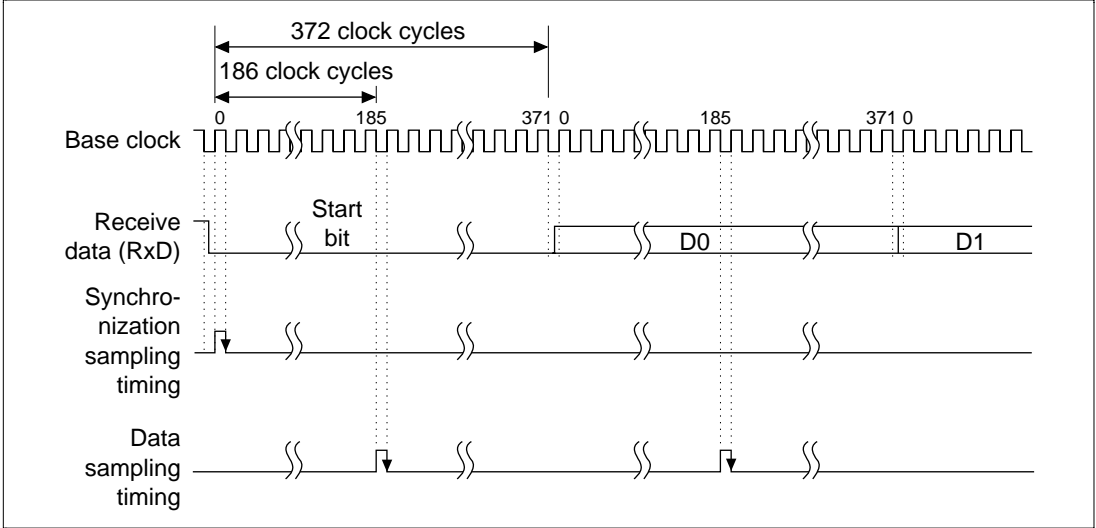 372 clock cycles
186 clock cycles
0 185 371 0 185 371 0
Base clock
Receive
data (RxD)
Start
bit
D0
D1
Synchro-
nization
sampling
timing
Data
sampling
timing